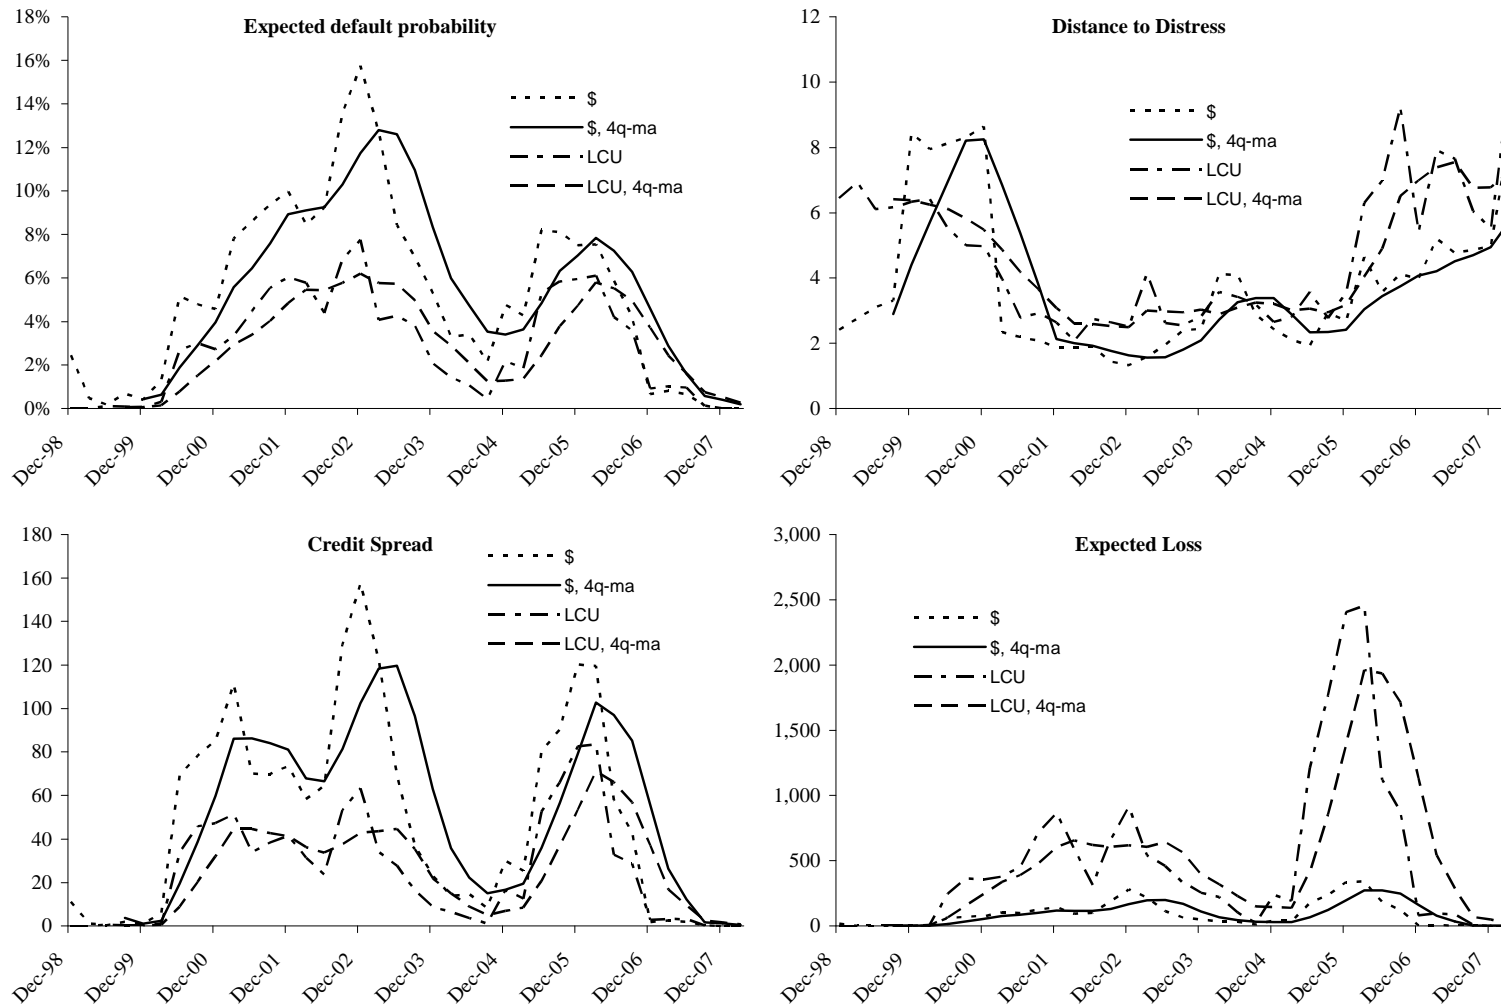 Expected default probability
18%
16%
14%
12%
10%
8%
6%
4%
2%
0%
$
$, 4q-ma
LCU
LCU, 4q-ma
Dec-98
Dec-99
Dec-00
Dec-01
Dec-02
Dec-03
Dec-04
Dec-05
Dec-06
Dec-07
Distance to Distress
12
10
8
6
4
2
0
$
$, 4q-ma
LCU
LCU, 4q-ma
Dec-98
Dec-99
Dec-00
Dec-01
Dec-02
Dec-03
Dec-04
Dec-05
Dec-06
Dec-07
Credit Spread
180
160
140
120
100
80
60
40
20
0
$
$, 4q-ma
LCU
LCU, 4q-ma
Dec-98
Dec-99
Dec-00
Dec-01
Dec-02
Dec-03
Dec-04
Dec-05
Dec-06
Dec-07
Expected Loss
3,000
2,500
2,000
1,500
1,000
500
0
$
$, 4q-ma
LCU
LCU, 4q-ma
Dec-98
Dec-99
Dec-00
Dec-01
Dec-02
Dec-03
Dec-04
Dec-05
Dec-06
Dec-07